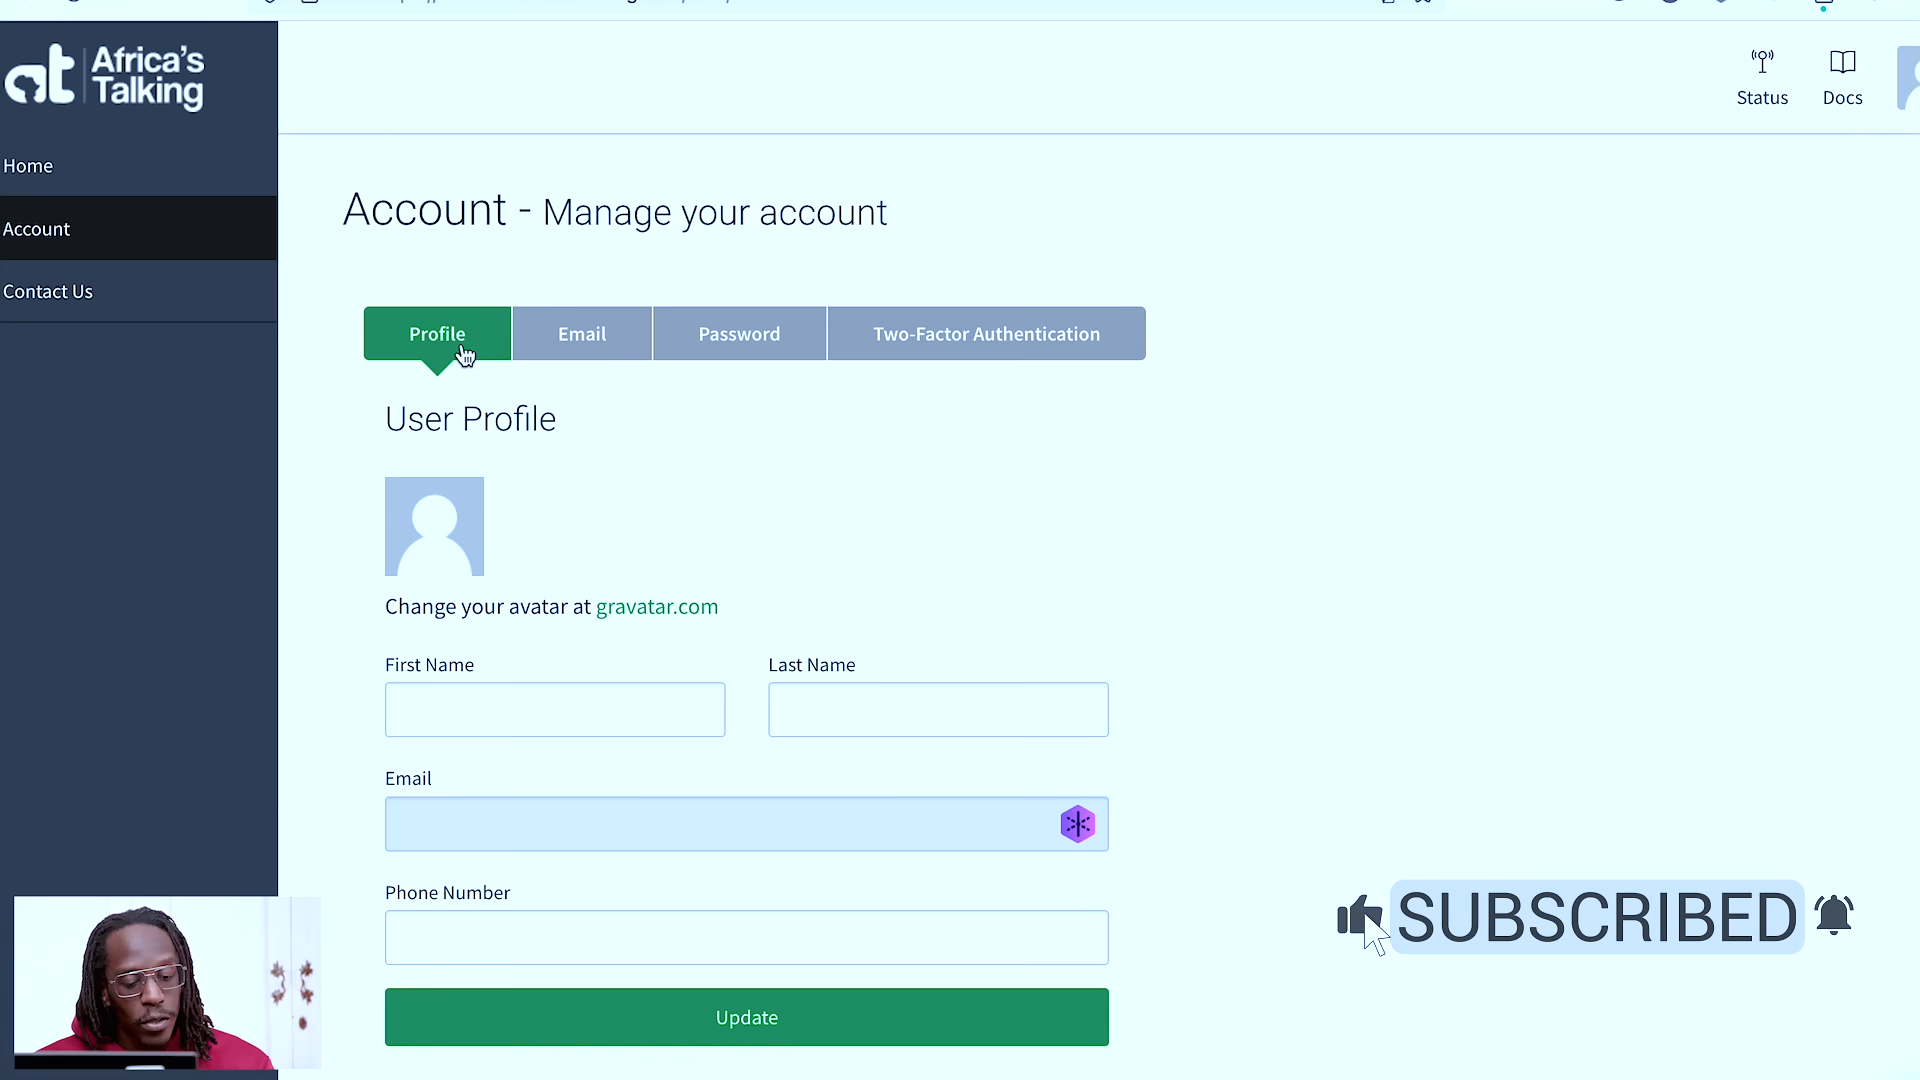 Africa's
Talking
Status
Docs
Home
Account
Contact Us
Account - Manage your account
Profile
Email
Password
Two-Factor Authentication
User Profile
Change your avatar at gravatar.com
First Name
Last Name
Email
Phone Number
Update
SUBSCRIBED